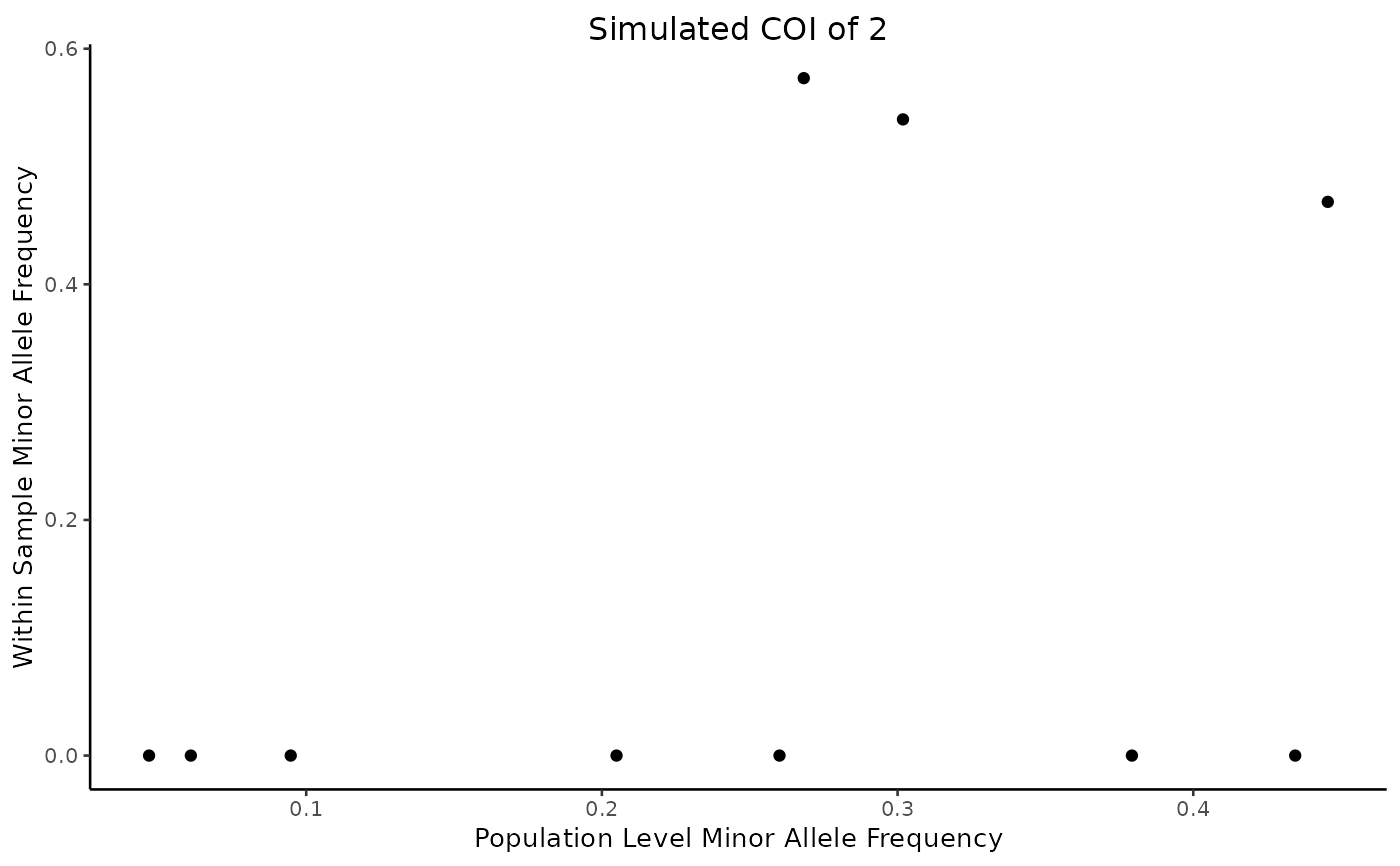 Simulated COI of 2
0.6
0.4
0.2
0.0
Within Sample Minor Allele Frequency
0.1 0.2 0.3 0.4
Population Level Minor Allele Frequency